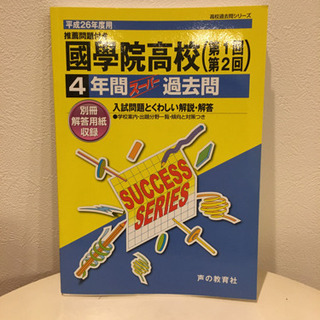 平成26年度用
高校過去問シリーズ
推薦問題付き
國學院高校(第1回 第2回)
4年間スーパー過去問
別冊
解答用紙
収録
入試問題とくわしい解説・解答
●学校案内・出題分野一覧・傾向と対策つき
SUCCESS
SERIES
声の教育社